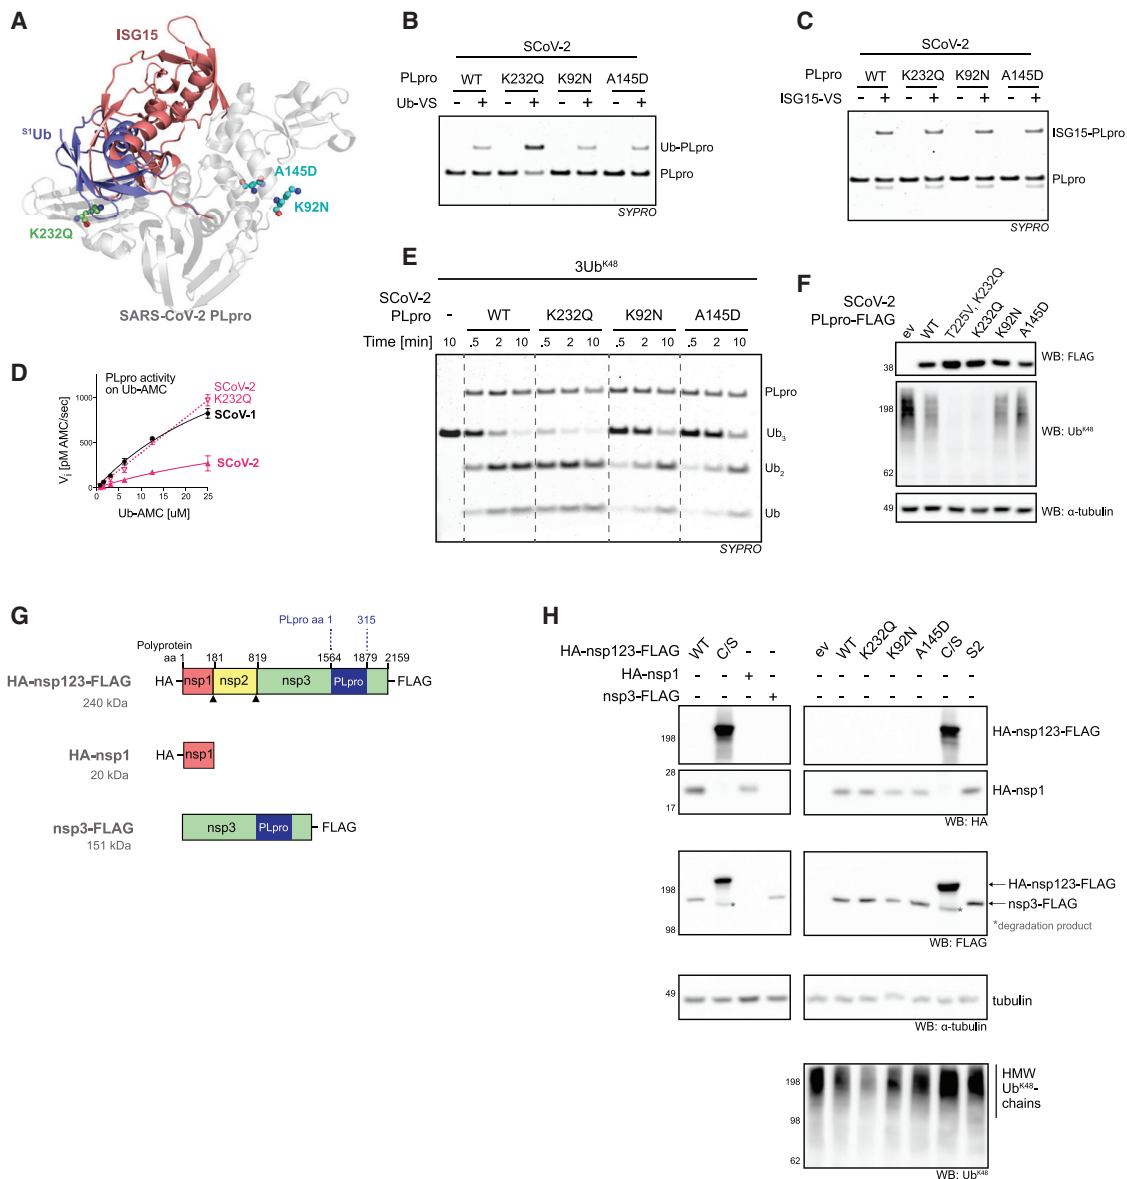 A
ISG15
S1Ub
A145D
K92N
K232Q
SARS-CoV-2 PLpro
B
SCoV-2
PLpro WT K232Q K92N A145D
Ub-VS - + - + - + - +
Ub-PLpro
PLpro
SYPRO
C
SCoV-2
PLpro WT K232Q K92N A145D
ISG15-VS - + - + - + - +
ISG15-PLpro
PLpro
SYPRO
D
PLpro activity
on Ub-AMC
SCoV-2
K232Q
SCoV-1
SCoV-2
Vi [pM AMC/sec]
1000
500
0
0 5 10 15 20 25
Ub-AMC [uM]
E
3UbK48
SCoV-2
PLpro - WT K232Q K92N A145D
Time [min] 10 .5 2 10 .5 2 10 .5 2 10 .5 2 10
PLpro
Ub3
Ub2
Ub
SYPRO
F
SCoV-2
PLpro-FLAG
ev WT T225V, K232Q K232Q K92N A145D
38
WB: FLAG
198
WB: UbK48
62
49
WB: α-tubulin
G
PLpro aa 1 315
Polyprotein
aa 1 181 819 1564 1879 2159
HA-nsp123-FLAG HA nsp1 nsp2 nsp3 PLpro FLAG
240 kDa
HA-nsp1 HA nsp1
20 kDa
nsp3-FLAG nsp3 PLpro FLAG
151 kDa
H
HA-nsp123-FLAG WT C/S - - ev WT K232Q K92N A145D C/S S2
HA-nsp1 - - + - - - - - - - -
nsp3-FLAG - - - + - - - - - - -
198
HA-nsp123-FLAG
28
HA-nsp1
17
WB: HA
HA-nsp123-FLAG
198
nsp3-FLAG
*
*
*degradation product
98
WB: FLAG
49
tubulin
WB: α-tubulin
198
HMW
UbK48-
chains
98
62
WB: UbK48